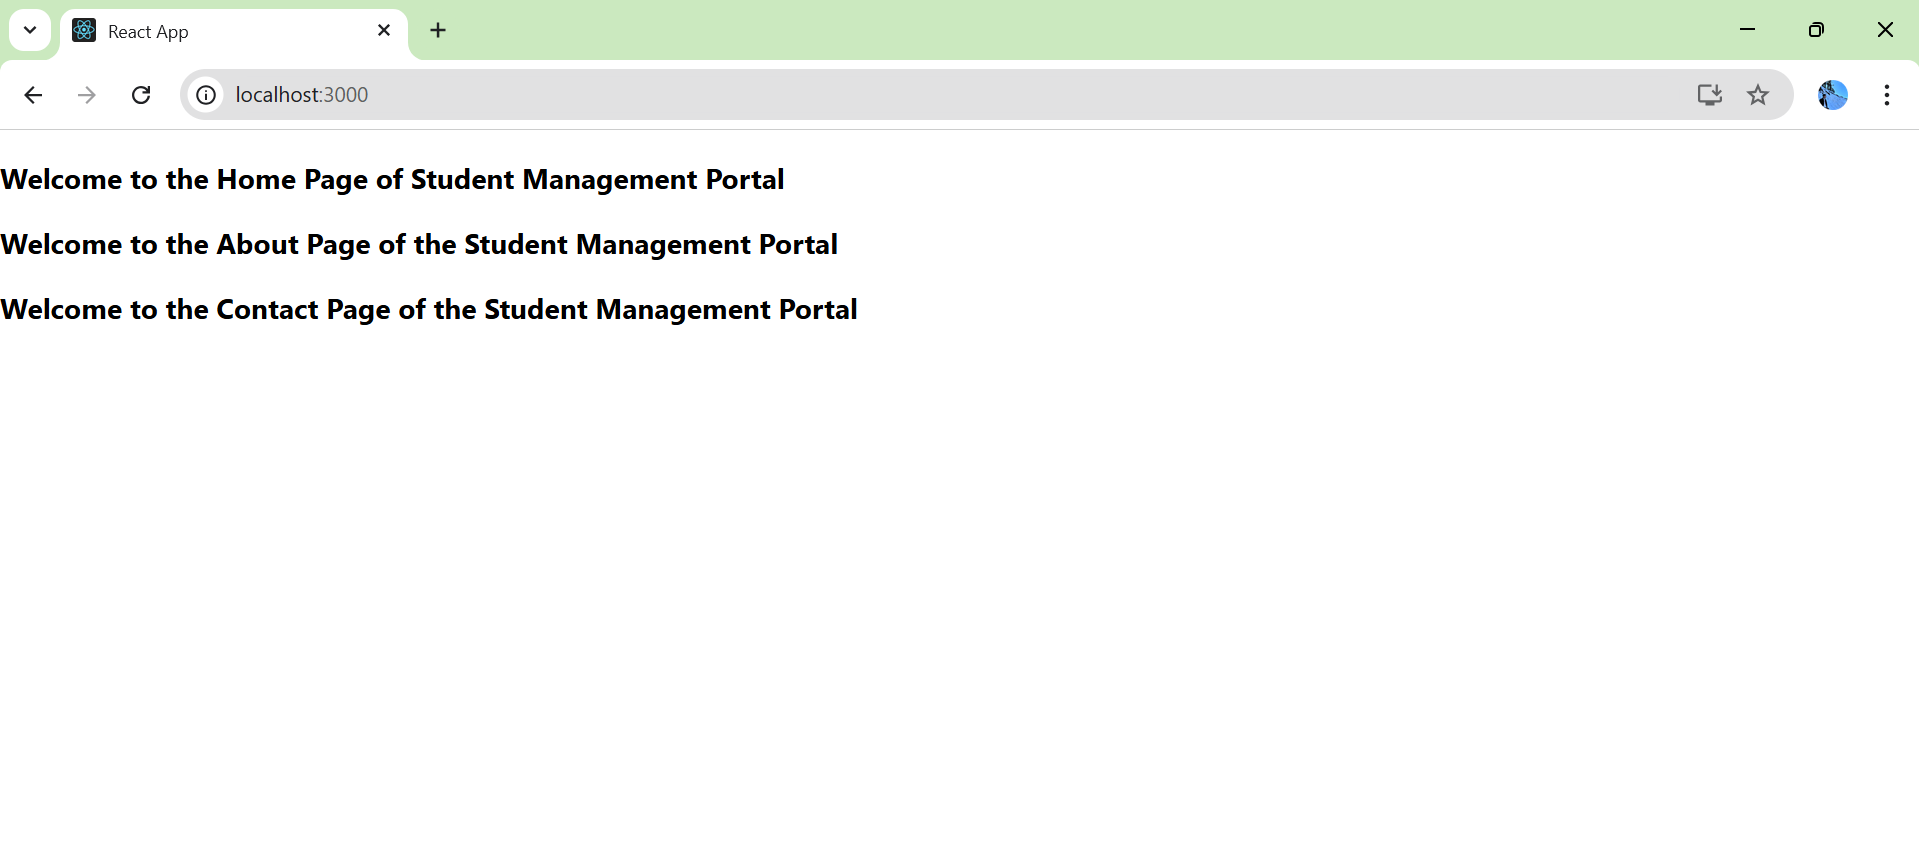 React App
localhost:3000
Welcome to the Home Page of Student Management Portal
Welcome to the About Page of the Student Management Portal
Welcome to the Contact Page of the Student Management Portal